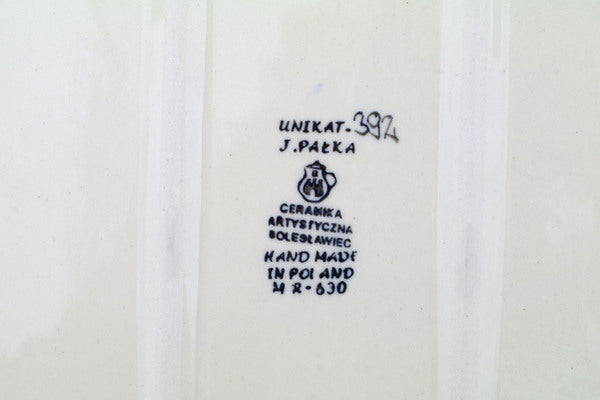 UNIKAT-392
J. PAŁKA
CERAMIKA
ARTYSTYCZNA
BOLESŁAWIEC
HAND MADE
IN POLAND
M R-630